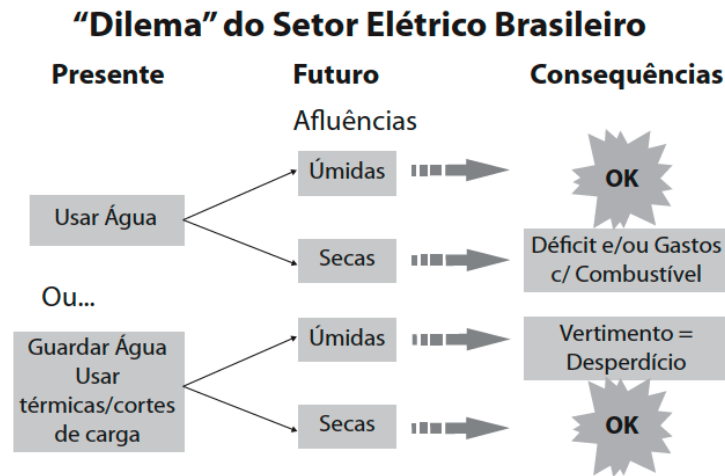 “Dilema” do Setor Elétrico Brasileiro
Presente
Futuro
Consequências
Afluências
Usar Água
Úmidas
OK
Secas
Déficit e/ou Gastos
c/ Combustível
Ou...
Guardar Água
Usar
térmicas/cortes
de carga
Úmidas
Vertimento =
Desperdício
Secas
OK